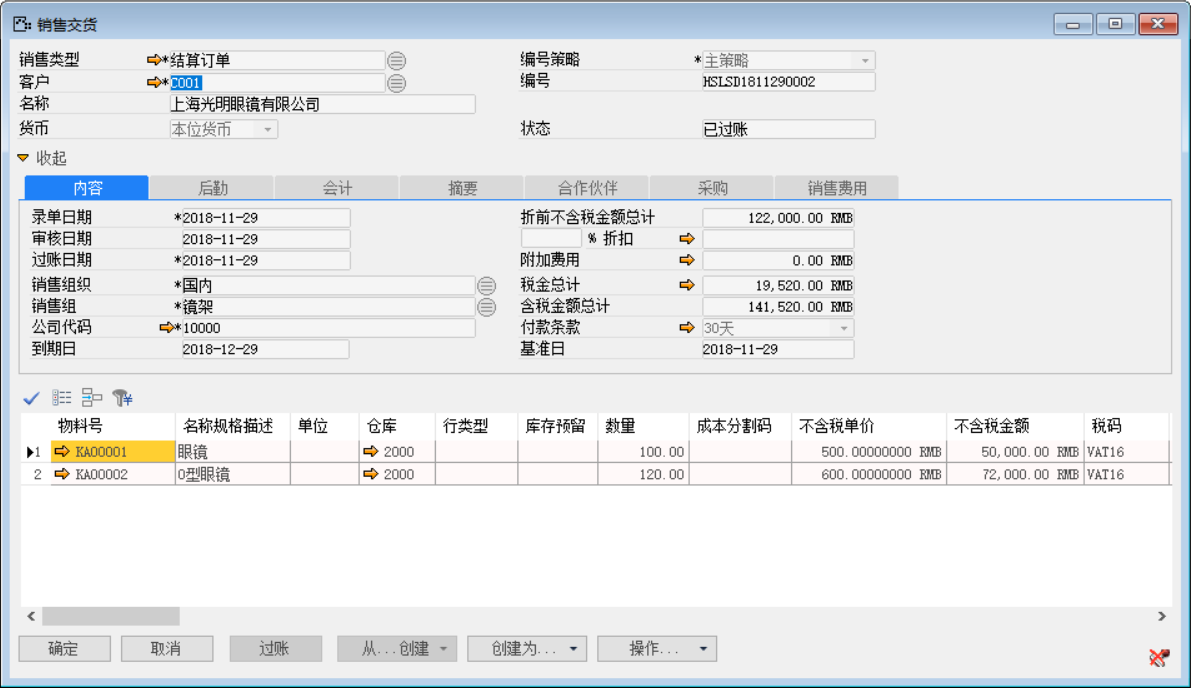 销售交货
销售类型 *结算订单 编号策略 *主策略
客户 *C001 编号 HSLSD1811290002
名称 上海光明眼镜有限公司
货币 本位货币 状态 已过账
收起
内容 后勤 会计 摘要 合作伙伴 采购 销售费用
录单日期 *2018-11-29 折前不含税金额总计 122,000.00 RMB
审核日期 2018-11-29 % 折扣
过账日期 *2018-11-29 附加费用 0.00 RMB
销售组织 *国内 税金总计 19,520.00 RMB
销售组 *镜架 含税金额总计 141,520.00 RMB
公司代码 *10000 付款条款 30天
到期日 2018-12-29 基准日 2018-11-29
物料号 名称规格描述 单位 仓库 行类型 库存预留 数量 成本分割码 不含税单价 不含税金额 税码
1 KA00001 眼镜 2000 100.00 500.00000000 RMB 50,000.00 RMB VAT16
2 KA00002 O型眼镜 2000 120.00 600.00000000 RMB 72,000.00 RMB VAT16
确定 取消 过账 从...创建 创建为... 操作...